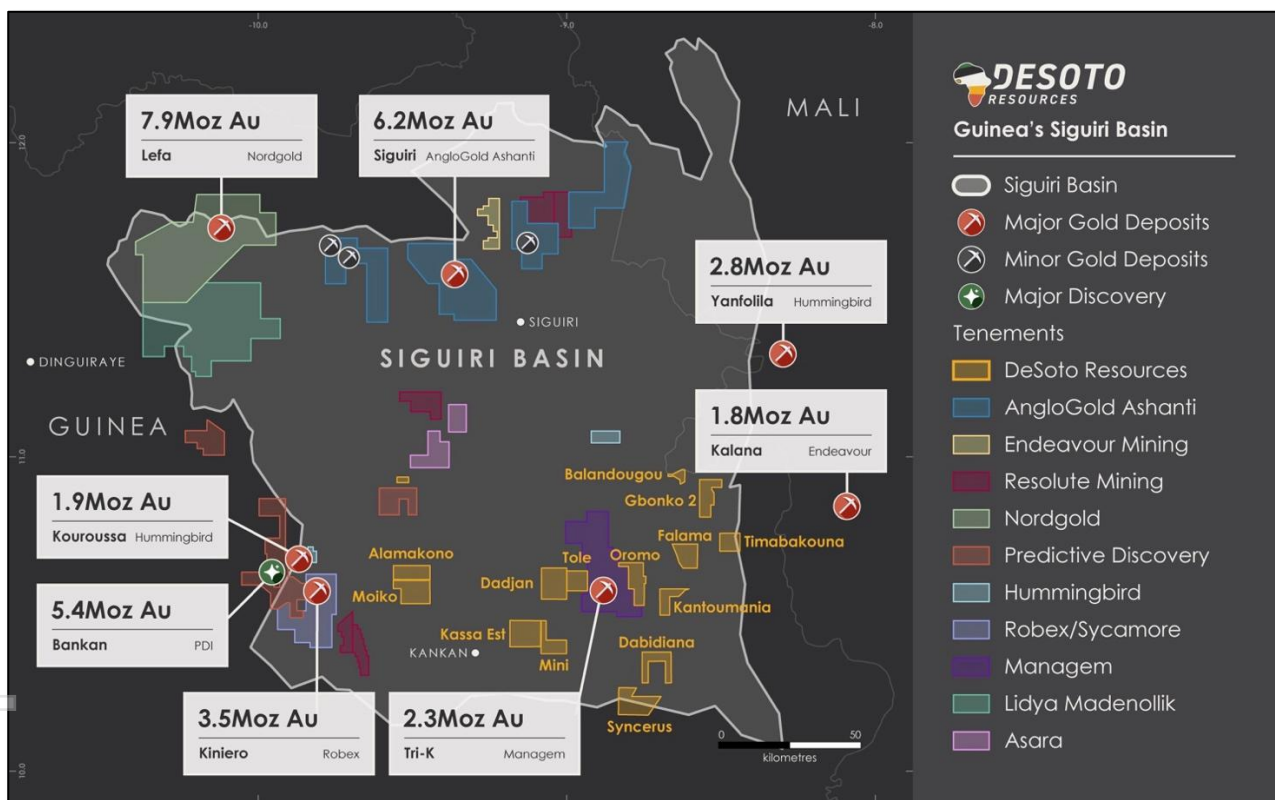 -10.0
-9.0
-8.0
12.0
12.0
11.0
10.0
MALI
7.9Moz Au
Lefa Nordgold
6.2Moz Au
Siguiri AngloGold Ashanti
2.8Moz Au
Yanfolila Hummingbird
SIGUIRI
SIGUIRI BASIN
DINGUIRAYE
GUINEA
1.8Moz Au
Kalana Endeavour
Balandougou
Gbonko 2
1.9Moz Au
Kouroussa Hummingbird
Falama
Timabakouna
Alamakono
Tole
Oromo
Dadjan
Moiko
Kantoumania
5.4Moz Au
Bankan PDI
Kassa Est
KANKAN
Mini
Dabidiana
Syncerus
3.5Moz Au
Kiniero Robex
2.3Moz Au
Tri-K Managem
0 50
kilometres
DESOTO
RESOURCES
Guinea's Siguiri Basin
Siguiri Basin
Major Gold Deposits
Minor Gold Deposits
Major Discovery
Tenements
DeSoto Resources
AngloGold Ashanti
Endeavour Mining
Resolute Mining
Nordgold
Predictive Discovery
Hummingbird
Robex/Sycamore
Managem
Lidya Madenollik
Asara